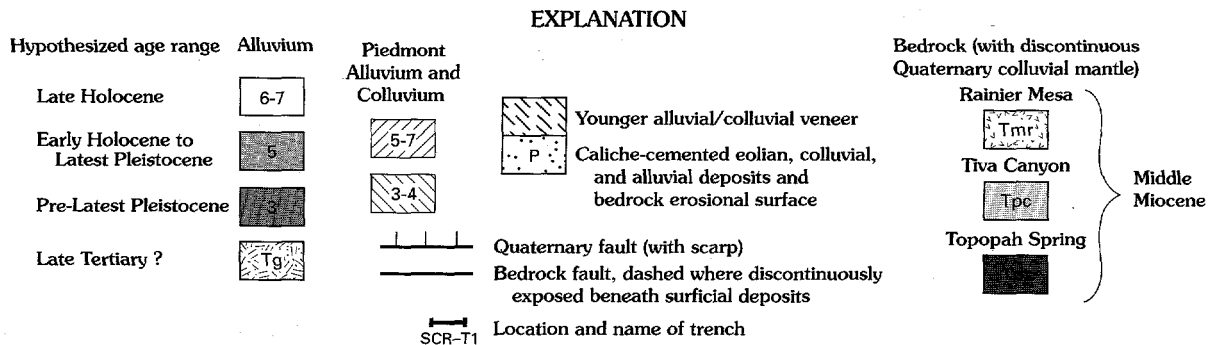 EXPLANATION
Hypothesized age range
Alluvium
Late Holocene
6-7
Early Holocene to
Latest Pleistocene
5
Pre-Latest Pleistocene
3
Late Tertiary ?
Tg
Piedmont
Alluvium and
Colluvium
5-7
3-4
Younger alluvial/colluvial veneer
P
Caliche-cemented eolian, colluvial,
and alluvial deposits and
bedrock erosional surface
Quaternary fault (with scarp)
Bedrock fault, dashed where discontinuously
exposed beneath surficial deposits
SCR–T1
Location and name of trench
Bedrock (with discontinuous
Quaternary colluvial mantle)
Rainier Mesa
Tmr
Tiva Canyon
Tpc
Topopah Spring
Middle
Miocene